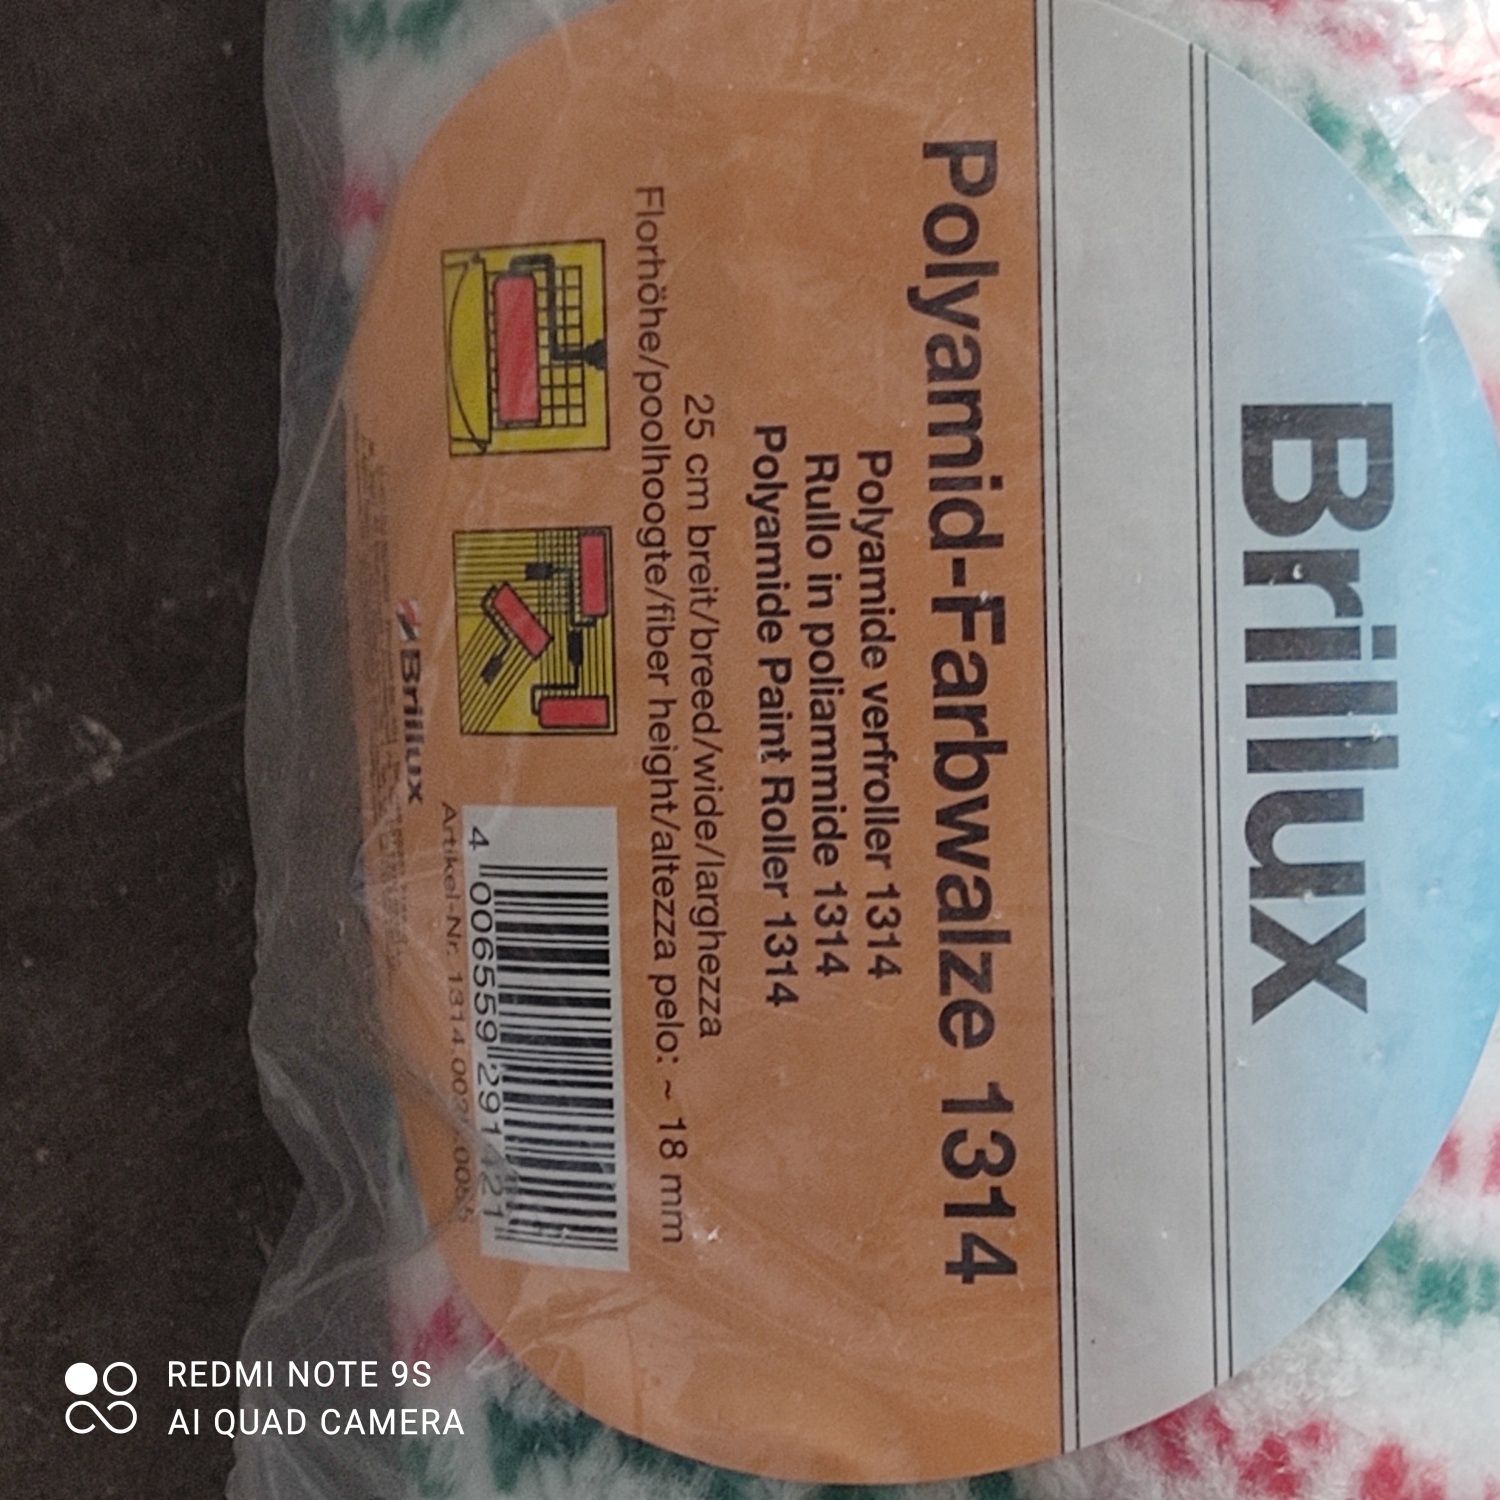 Brillux
Polyamid-Farbwalze 1314
Polyamide verfroller 1314
Rullo in poliammide 1314
Polyamide Paint Roller 1314
25 cm breit/breed/wide/larghezza
Florhöhe/poolhoogte/fiber height/altezza pelo: ~ 18 mm
4 006559 291421
Artikel-Nr.
Brillux
REDMI NOTE 9S
AI QUAD CAMERA